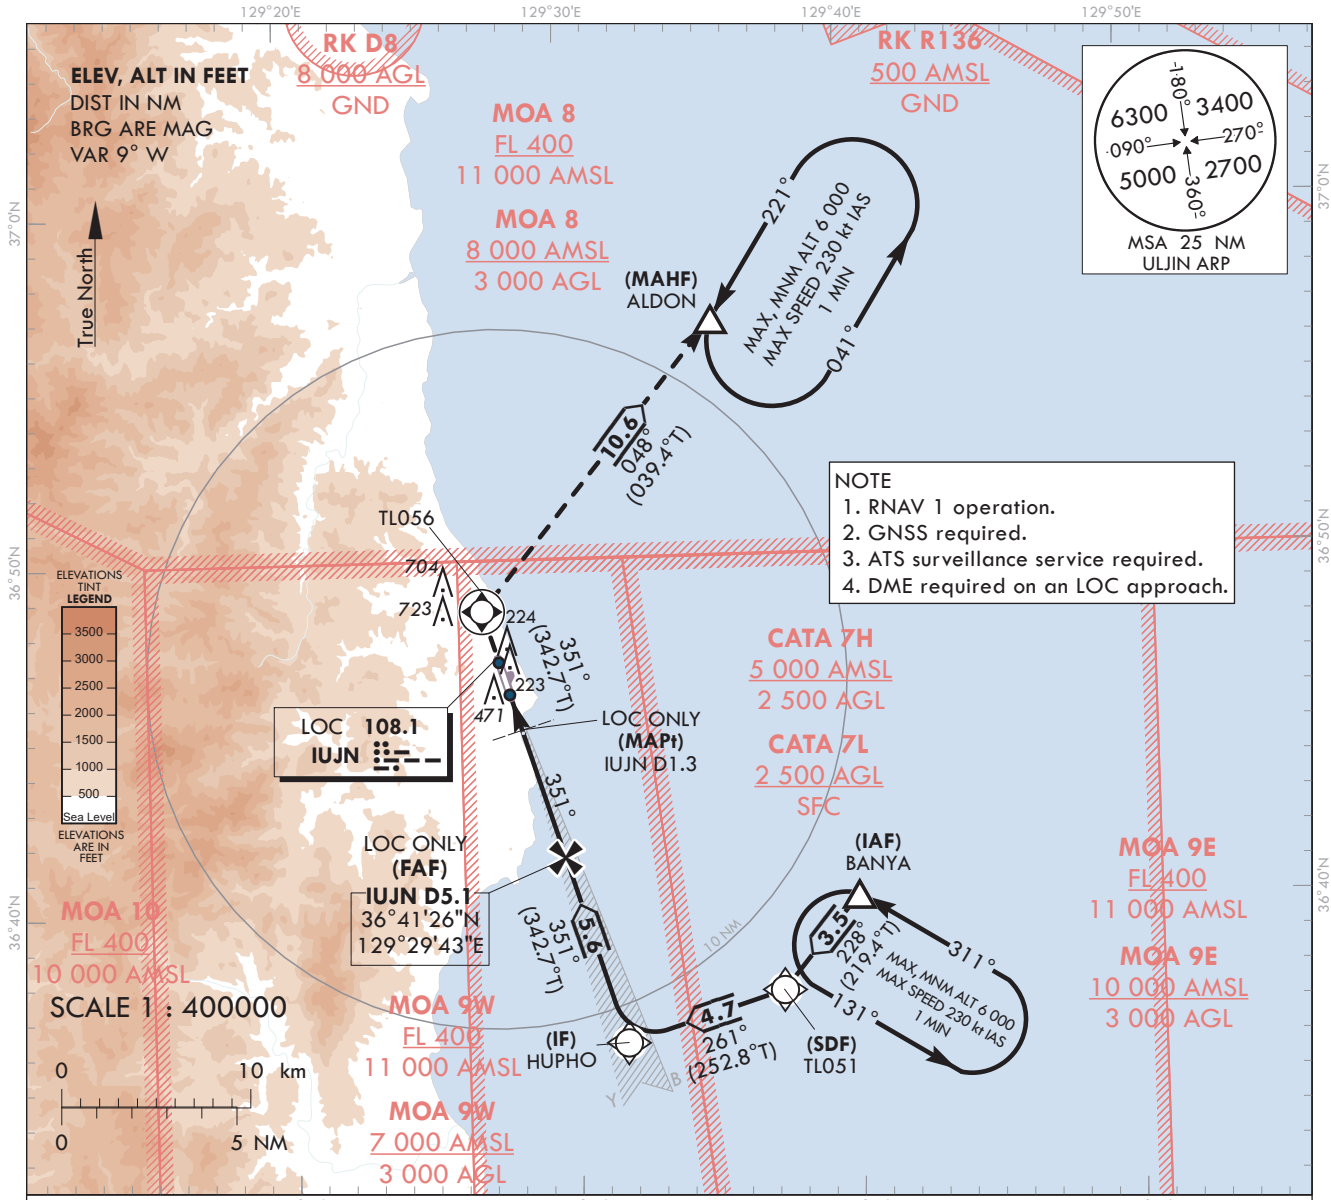 129°20'E
129°30'E
129°40'E
129°50'E
RK D8
8 000 AGL
GND
RK R136
500 AMSL
GND
ELEV, ALT IN FEET
DIST IN NM
BRG ARE MAG
VAR 9° W
True North
MOA 8
FL 400
11 000 AMSL
MOA 8
8 000 AMSL
3 000 AGL
180°
6300
3400
090°
270°
5000
2700
360°
MSA 25 NM
ULJIN ARP
37°0'N
37°0'N
(MAHF)
ALDON
221°
MAX, MNM ALT 6 000
MAX SPEED 230 kt IAS
1 MIN
041°
10.6
048°
(039.4°T)
NOTE
1. RNAV 1 operation.
2. GNSS required.
3. ATS surveillance service required.
4. DME required on an LOC approach.
36°50'N
36°50'N
TL056
704
723
224
223
471
351°
(342.7°T)
ELEVATIONS
TINT
LEGEND
3500
3000
2500
2000
1500
1000
500
Sea Level
ELEVATIONS
ARE IN
FEET
LOC 108.1
IUJN
LOC ONLY
(MAPt)
IUJN D1.3
CATA 7H
5 000 AMSL
2 500 AGL
CATA 7L
2 500 AGL
SFC
351°
LOC ONLY
(FAF)
IUJN D5.1
36°41'26"N
129°29'43"E
(IAF)
BANYA
MOA 9E
FL 400
11 000 AMSL
MOA 9E
10 000 AMSL
3 000 AGL
36°40'N
36°40'N
MOA 10
FL 400
10 000 AMSL
5.6
351°
(342.7°T)
10 NM
3.5
228°
(219.4°T)
311°
MAX, MNM ALT 6 000
MAX SPEED 230 kt IAS
1 MIN
131°
SCALE 1 : 400000
0 10 km
0 5 NM
MOA 9W
FL 400
11 000 AMSL
MOA 9W
7 000 AMSL
3 000 AGL
(IF)
HUPHO
4.7
261°
(252.8°T)
(SDF)
TL051
Y
B